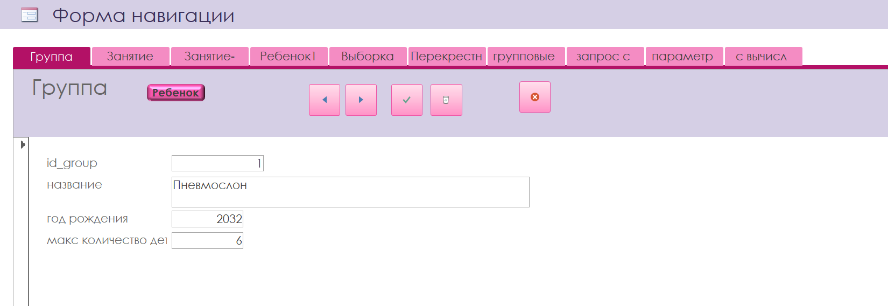 Форма навигации
Группа Занятие Занятие- Ребенок! Выборка Перекрестн групповые запрос с параметр с вычисл
Группа Ребенок
id_group 1
название Пневмослон
год рождения 2032
макс количество дет 6